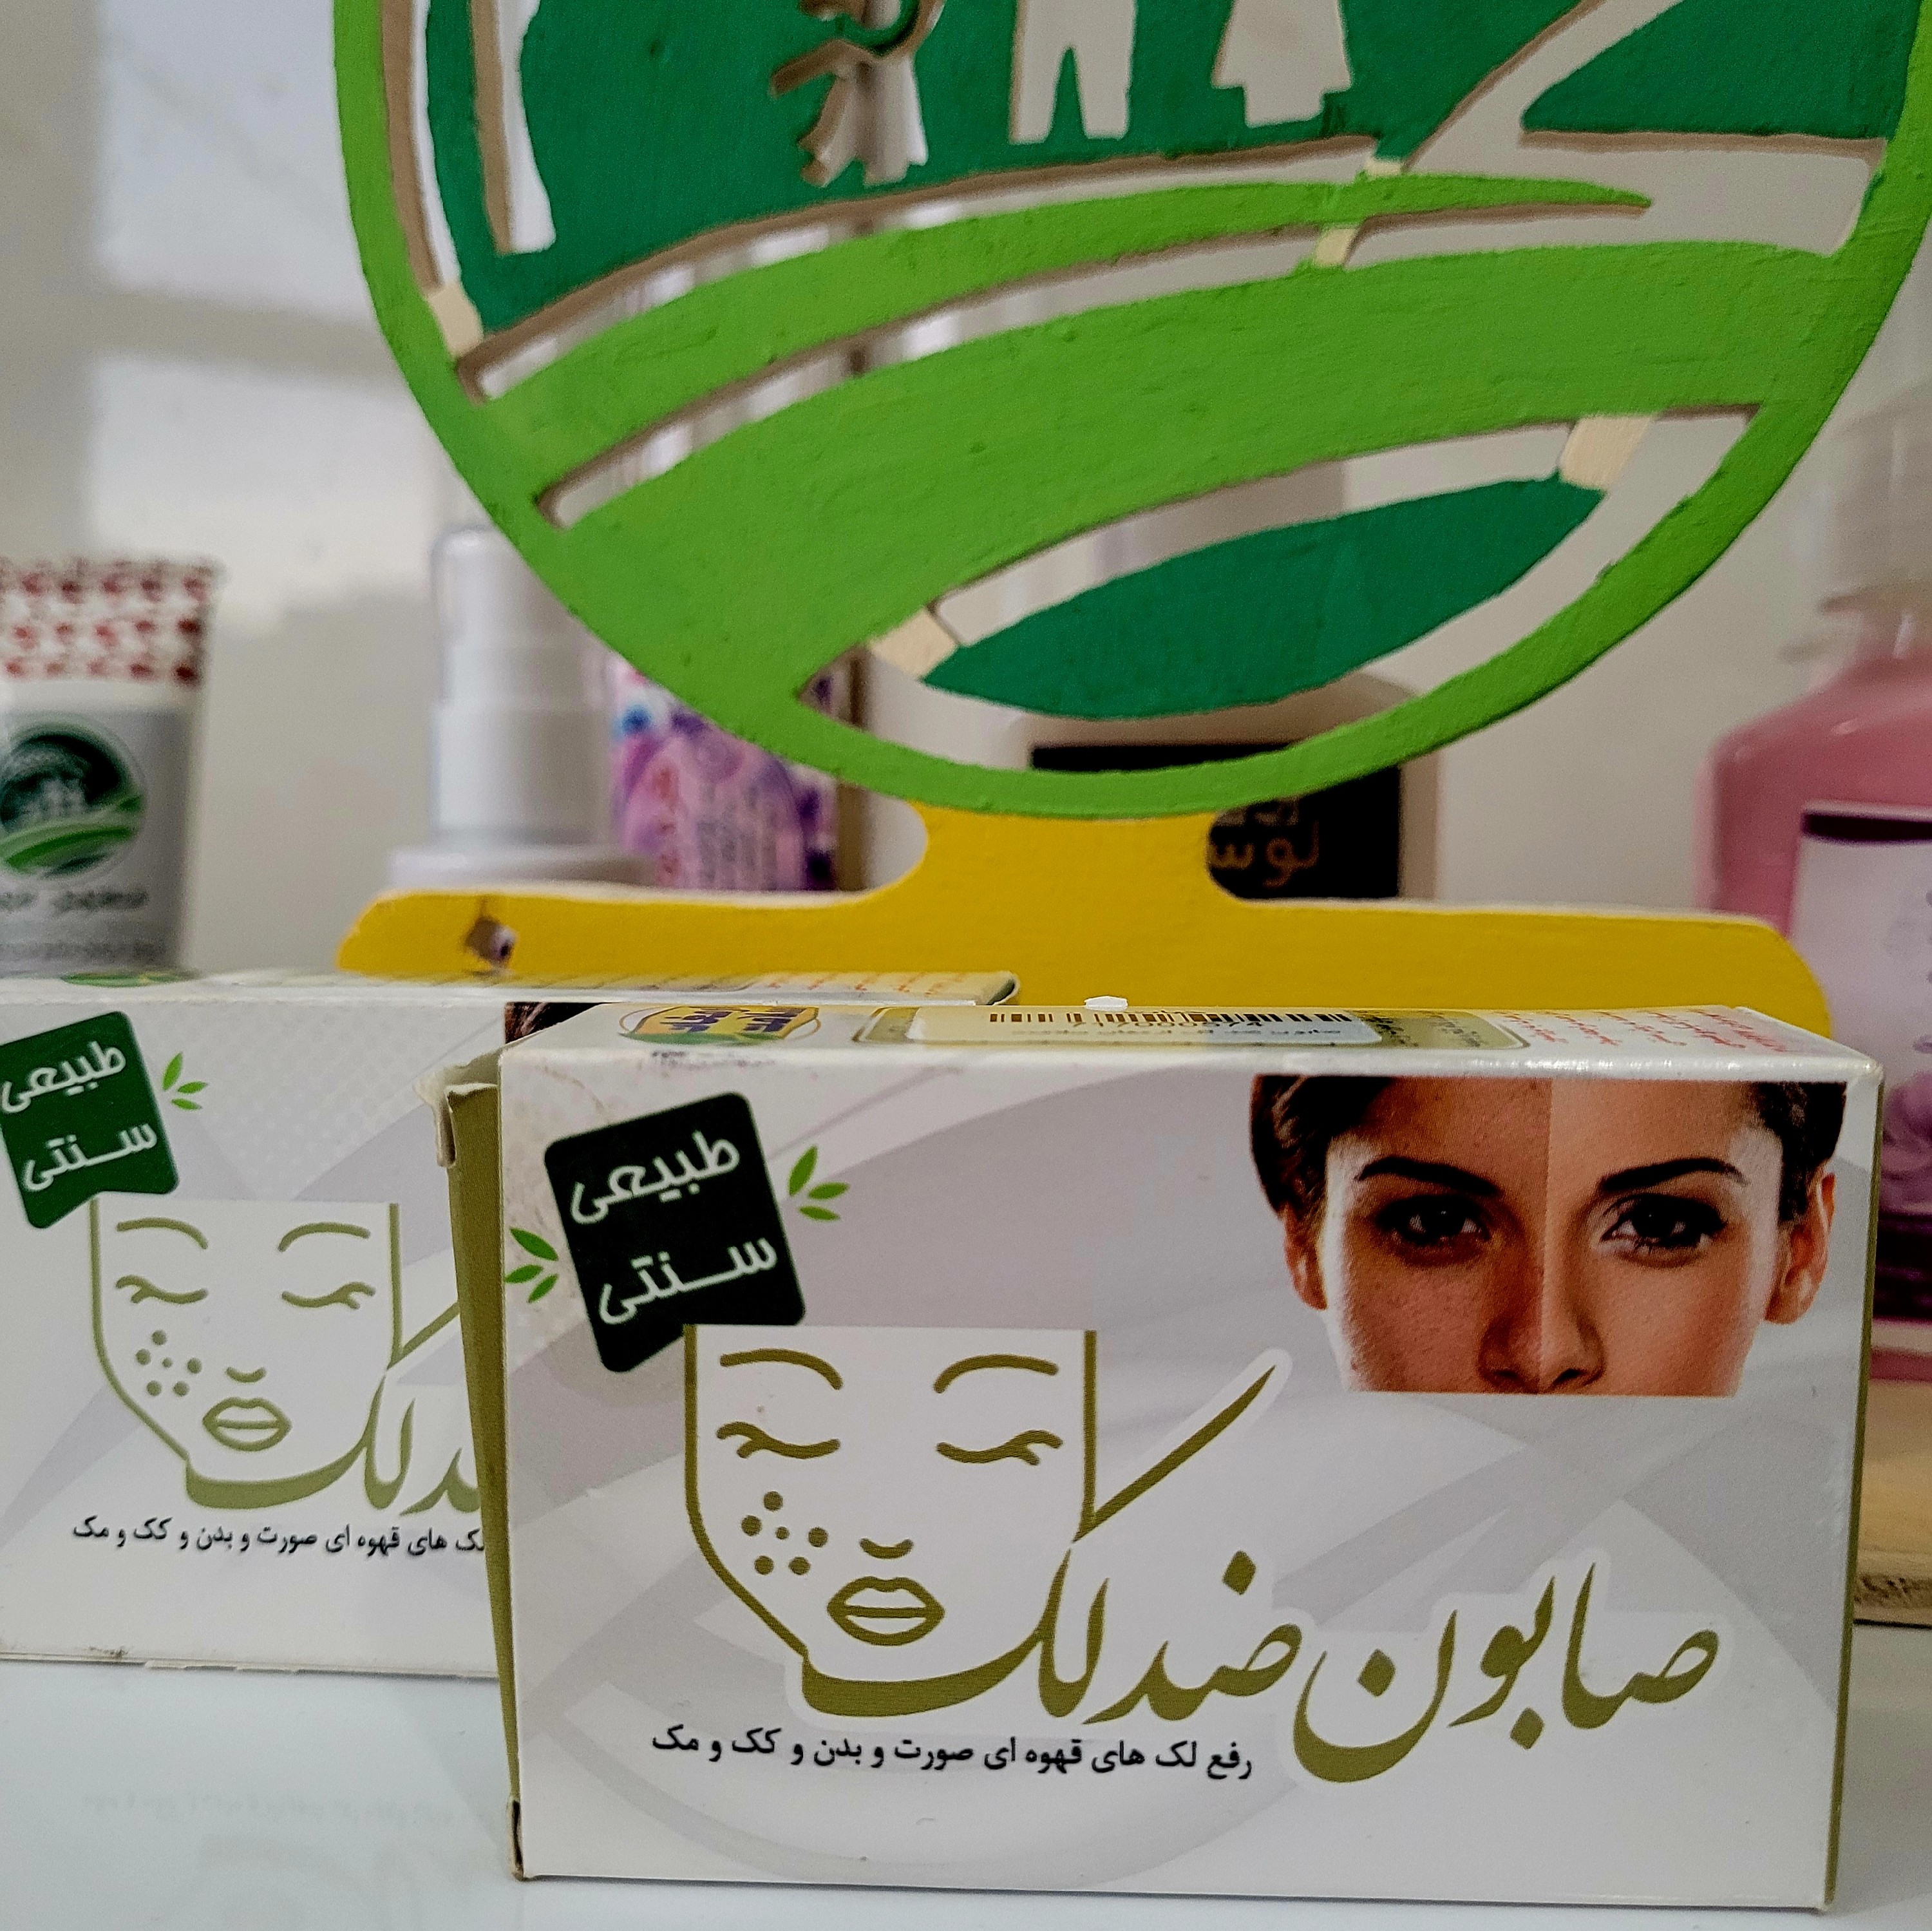 طبیعی
سنتی
صابون ضد لک
رفع لک های قهوه ای صورت و بدن و کک و مک
طبیعی
سنتی
ک های قهوه ای صورت و بدن و کک و مک